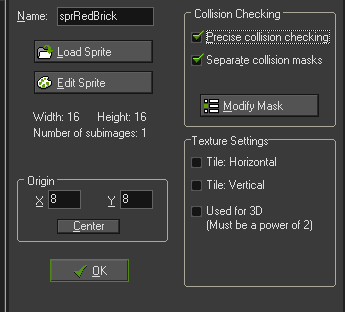 Name: sprRedBrick
Load Sprite
Edit Sprite
Width: 16 Height: 16
Number of subimages: 1
Origin
X 8 Y 8
Center
OK
Collision Checking
Precise collision checking
Separate collision masks
Modify Mask
Texture Settings
Tile: Horizontal
Tile: Vertical
Used for 3D
(Must be a power of 2)